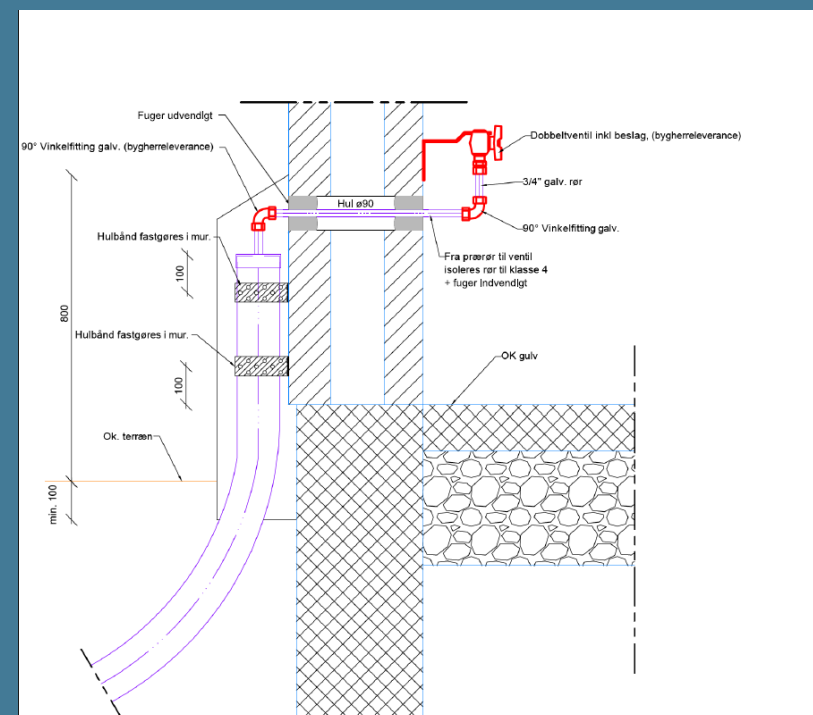 Fuger udvendigt
90° Vinkelfitting galv. (bygherreleverance)
Dobbeltventil inkl beslag, (bygherreleverance)
3/4" galv. rør
Hul ø90
90° Vinkelfitting galv.
Hulbånd fastgøres i mur.
Fra prærør til ventil
isoleres rør til klasse 4
+ fuger indvendigt
100
800
Hulbånd fastgøres i mur.
OK gulv
100
Ok. terræn
min. 100